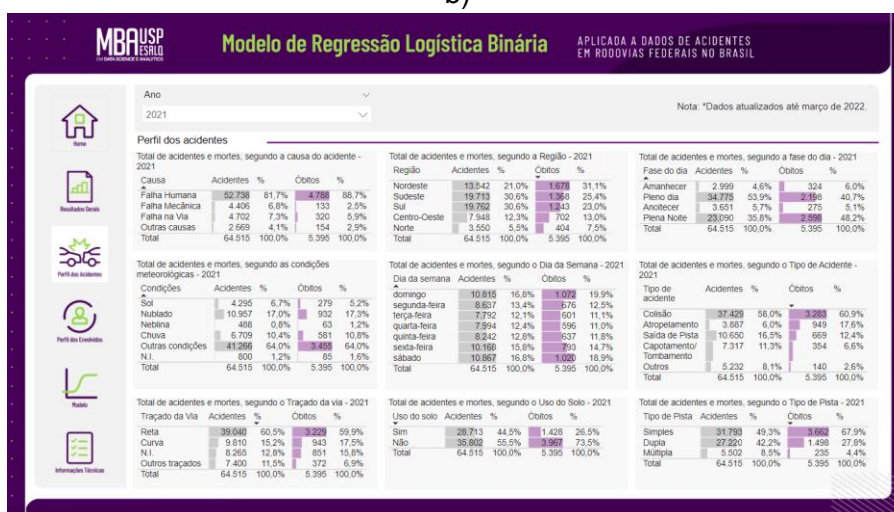 b)
MBA USP ESALQ
EM DATA SCIENCE E ANALYTICS
Modelo de Regressão Logística Binária
APLICADA A DADOS DE ACIDENTES
EM RODOVIAS FEDERAIS NO BRASIL
Home
Resultados Gerais
Perfil dos Acidentes
Perfil dos Envolvidos
Modelo
Informações Técnicas
Ano
2021
Nota: *Dados atualizados até março de 2022.
Perfil dos acidentes
Total de acidentes e mortes, segundo a causa do acidente -
2021
Causa Acidentes % Óbitos %
Falha Humana 52.738 81,7% 4.788 88,7%
Falha Mecânica 4.406 6,8% 133 2,5%
Falha na Via 4.702 7,3% 320 5,9%
Outras causas 2.669 4,1% 154 2,9%
Total 64.515 100,0% 5.395 100,0%
Total de acidentes e mortes, segundo a Região - 2021
Região Acidentes % Óbitos %
Nordeste 13.542 21,0% 1.678 31,1%
Sudeste 19.713 30,6% 1.368 25,4%
Sul 19.762 30,6% 1.243 23,0%
Centro-Oeste 7.948 12,3% 702 13,0%
Norte 3.550 5,5% 404 7,5%
Total 64.515 100,0% 5.395 100,0%
Total de acidentes e mortes, segundo a fase do dia - 2021
Fase do dia Acidentes % Óbitos %
Amanhecer 2.999 4,6% 324 6,0%
Pleno dia 34.775 53,9% 2.198 40,7%
Anoitecer 3.651 5,7% 275 5,1%
Plena Noite 23.090 35,8% 2.598 48,2%
Total 64.515 100,0% 5.395 100,0%
Total de acidentes e mortes, segundo as condições
meteorológicas - 2021
Condições Acidentes % Óbitos %
Sol 4.295 6,7% 279 5,2%
Nublado 10.957 17,0% 932 17,3%
Neblina 488 0,8% 63 1,2%
Chuva 6.709 10,4% 581 10,8%
Outras condições 41.266 64,0% 3.455 64,0%
N.I. 800 1,2% 85 1,6%
Total 64.515 100,0% 5.395 100,0%
Total de acidentes e mortes, segundo o Dia da Semana - 2021
Dia da semana Acidentes % Óbitos %
domingo 10.815 16,8% 1.072 19,9%
segunda-feira 8.637 13,4% 676 12,5%
terça-feira 7.792 12,1% 601 11,1%
quarta-feira 7.994 12,4% 596 11,0%
quinta-feira 8.242 12,8% 637 11,8%
sexta-feira 10.168 15,8% 793 14,7%
sábado 10.867 16,8% 1.020 18,9%
Total 64.515 100,0% 5.395 100,0%
Total de acidentes e mortes, segundo o Tipo de Acidente -
2021
Tipo de acidente Acidentes % Óbitos %
Colisão 37.429 58,0% 3.283 60,9%
Atropelamento 3.887 6,0% 949 17,6%
Saída de Pista 10.650 16,5% 669 12,4%
Capotamento/ 7.317 11,3% 354 6,6%
Tombamento
Outros 5.232 8,1% 140 2,6%
Total 64.515 100,0% 5.395 100,0%
Total de acidentes e mortes, segundo o Traçado da via - 2021
Traçado da Via Acidentes % Óbitos %
Reta 39.040 60,5% 3.229 59,9%
Curva 9.810 15,2% 943 17,5%
N.I. 8.265 12,8% 851 15,8%
Outros traçados 7.400 11,5% 372 6,9%
Total 64.515 100,0% 5.395 100,0%
Total de acidentes e mortes, segundo o Uso do Solo - 2021
Uso do solo Acidentes % Óbitos %
Sim 28.713 44,5% 1.428 26,5%
Não 35.802 55,5% 3.967 73,5%
Total 64.515 100,0% 5.395 100,0%
Total de acidentes e mortes, segundo o Tipo de Pista - 2021
Tipo de Pista Acidentes % Óbitos %
Simples 31.793 49,3% 3.662 67,9%
Dupla 27.220 42,2% 1.498 27,8%
Múltipla 5.502 8,5% 235 4,4%
Total 64.515 100,0% 5.395 100,0%